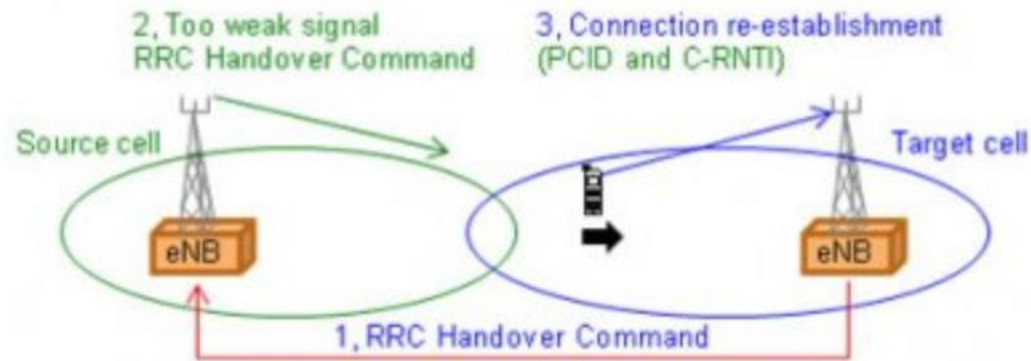 2, Too weak signal
RRC Handover Command
3, Connection re-establishment
(PCID and C-RNTI)
Source cell
Target cell
eNB
eNB
1, RRC Handover Command